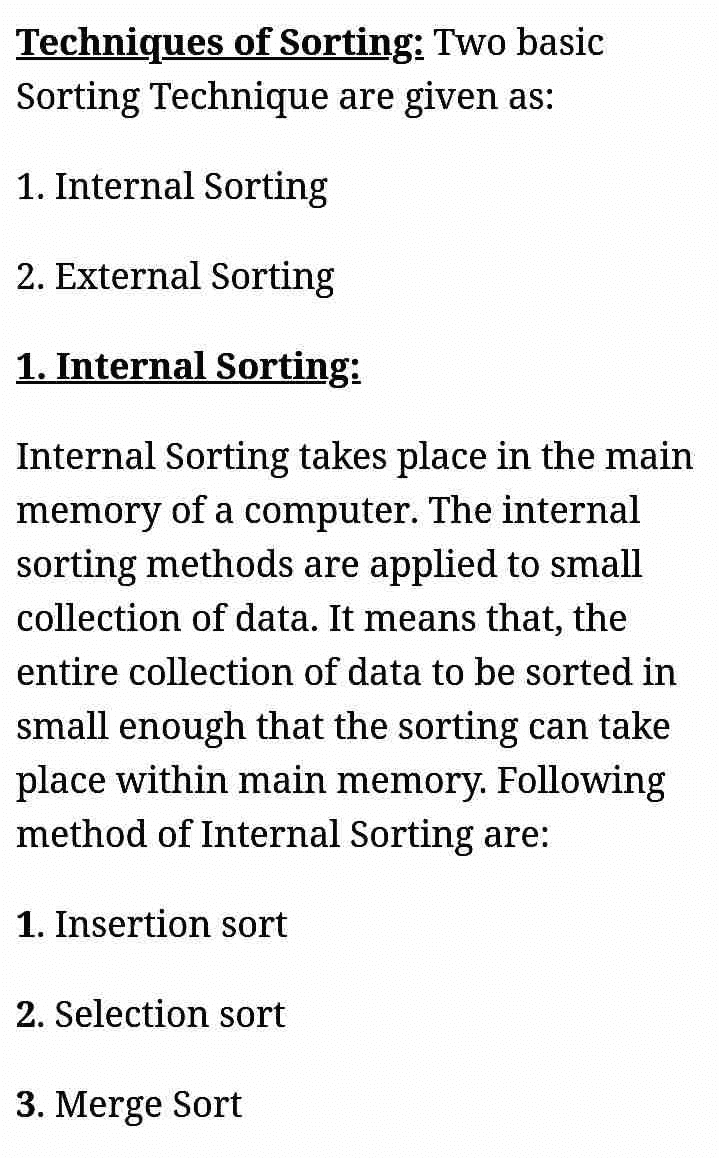 Techniques of Sorting: Two basic
Sorting Technique are given as:
1. Internal Sorting
2. External Sorting
1. Internal Sorting:
Internal Sorting takes place in the main
memory of a computer. The internal
sorting methods are applied to small
collection of data. It means that, the
entire collection of data to be sorted in
small enough that the sorting can take
place within main memory. Following
method of Internal Sorting are:
1. Insertion sort
2. Selection sort
3. Merge Sort